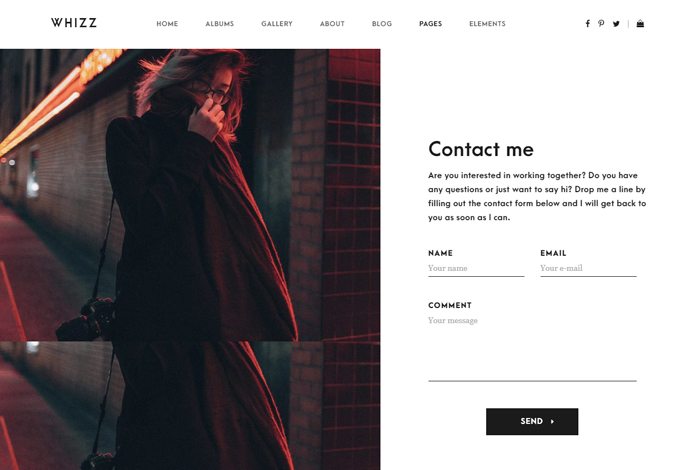 WHIZZ
HOME ALBUMS GALLERY ABOUT BLOG PAGES ELEMENTS
Contact me
Are you interested in working together? Do you have
any questions or just want to say hi? Drop me a line by
filling out the contact form below and I will get back to
you as soon as I can.
NAME EMAIL
Your name Your e-mail
COMMENT
Your message
SEND